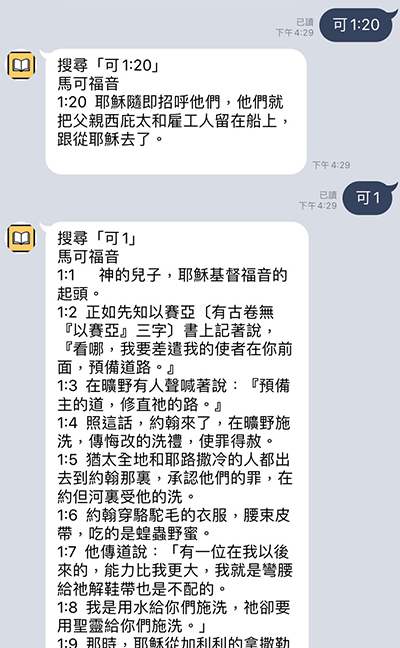 已讀
下午4:29
可1:20
搜尋「可1:20」
馬可福音
1:20 耶穌隨即招呼他們，他們就
把父親西庇太和雇工人留在船上，
跟從耶穌去了。
下午4:29
已讀
下午4:29
可1
搜尋「可1」
馬可福音
1:1 神的兒子，耶穌基督福音的
起頭。
1:2 正如先知以賽亞〔有古卷無
『以賽亞』三字〕書上記著說，
『看哪，我要差遣我的使者在你前
面，預備道路。』
1:3 在曠野有人聲喊著說：『預備
主的道，修直祂的路。』
1:4 照這話，約翰來了，在曠野施
洗，傳悔改的洗禮，使罪得赦。
1:5 猶太全地和耶路撒冷的人都出
去到約翰那裏，承認他們的罪，在
約但河裏受他的洗。
1:6 約翰穿駱駝毛的衣服，腰束皮
帶，吃的是蝗蟲野蜜。
1:7 他傳道說：「有一位在我以後
來的，能力比我更大，我就是彎腰
給祂解鞋帶也是不配的。
1:8 我是用水給你們施洗，祂卻要
用聖靈給你們施洗。」
1:9 那時，耶穌從加利利的拿撒勒